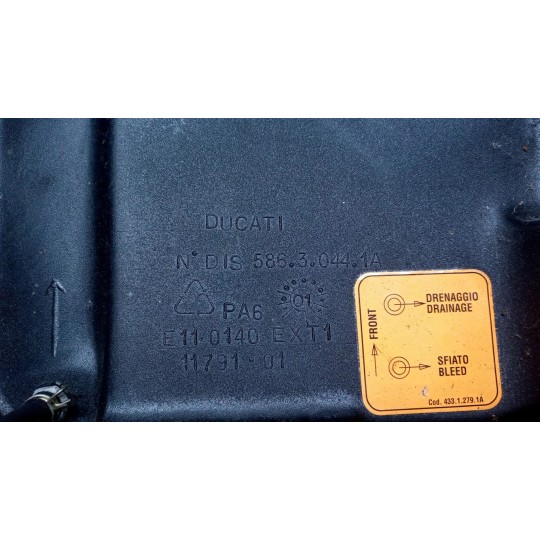 DUCATI
N° DIS 586.3.044.1A
01
PA6
E11 0140 EXT1
11791-01
FRONT
DRENAGGIO
DRAINAGE
SFIATO
BLEED
Cod. 433.1.279.1A